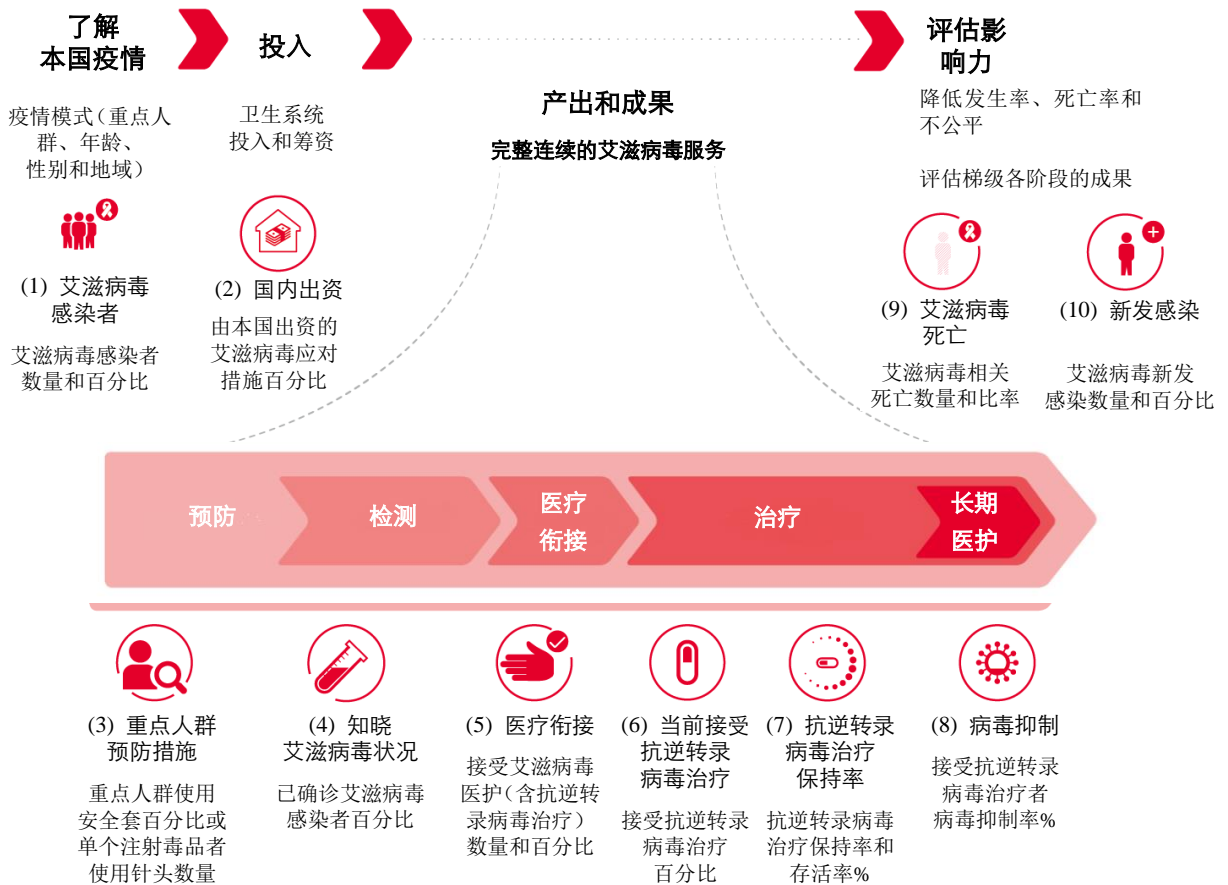 了解
本国疫情
疫情模式（重点人
群、年龄、
性别和地域）
(1) 艾滋病毒
感染者
艾滋病毒感染者
数量和百分比
投入
卫生系统
投入和筹资
(2) 国内出资
由本国出资的
艾滋病毒应对
措施百分比
产出和成果
完整连续的艾滋病毒服务
评估影
响力
降低发生率、死亡率和
不公平
评估梯级各阶段的成果
(9) 艾滋病毒
死亡
艾滋病毒相关
死亡数量和比率
(10) 新发感染
艾滋病毒新发
感染数量和百分比
预防
检测
医疗
衔接
治疗
长期
医护
(3) 重点人群
预防措施
重点人群使用
安全套百分比或
单个注射毒品者
使用针头数量
(4) 知晓
艾滋病毒状况
已确诊艾滋病毒
感染者百分比
(5) 医疗衔接
接受艾滋病毒
医护（含抗逆转
录病毒治疗）
数量和百分比
(6) 当前接受
抗逆转录
病毒治疗
接受抗逆转录
病毒治疗
百分比
(7) 抗逆转录
病毒治疗
保持率
抗逆转录病毒
治疗保持率和
存活率%
(8) 病毒抑制
接受抗逆转录
病毒治疗者
病毒抑制率%